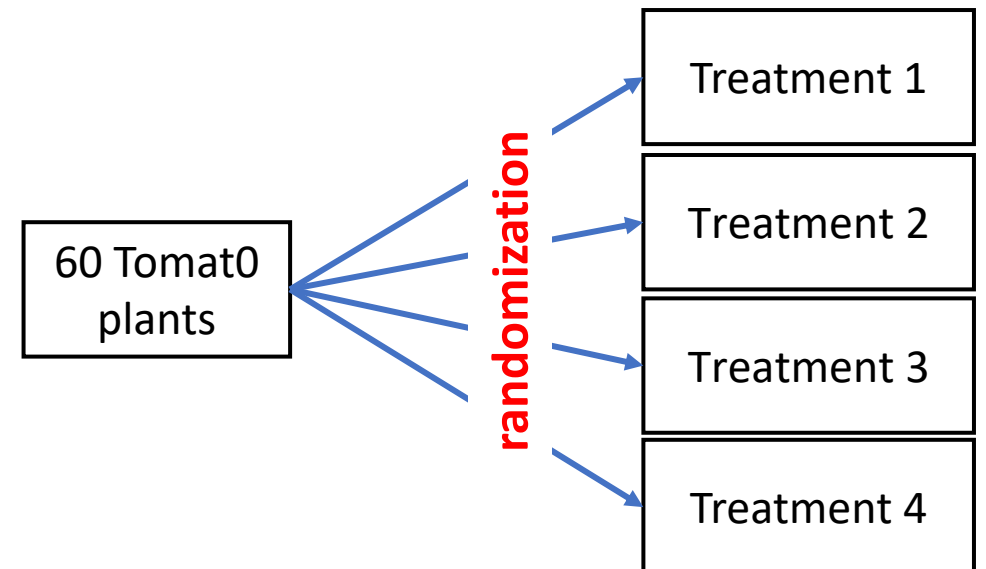 60 Tomat0
plants
randomization
Treatment 1
Treatment 2
Treatment 3
Treatment 4